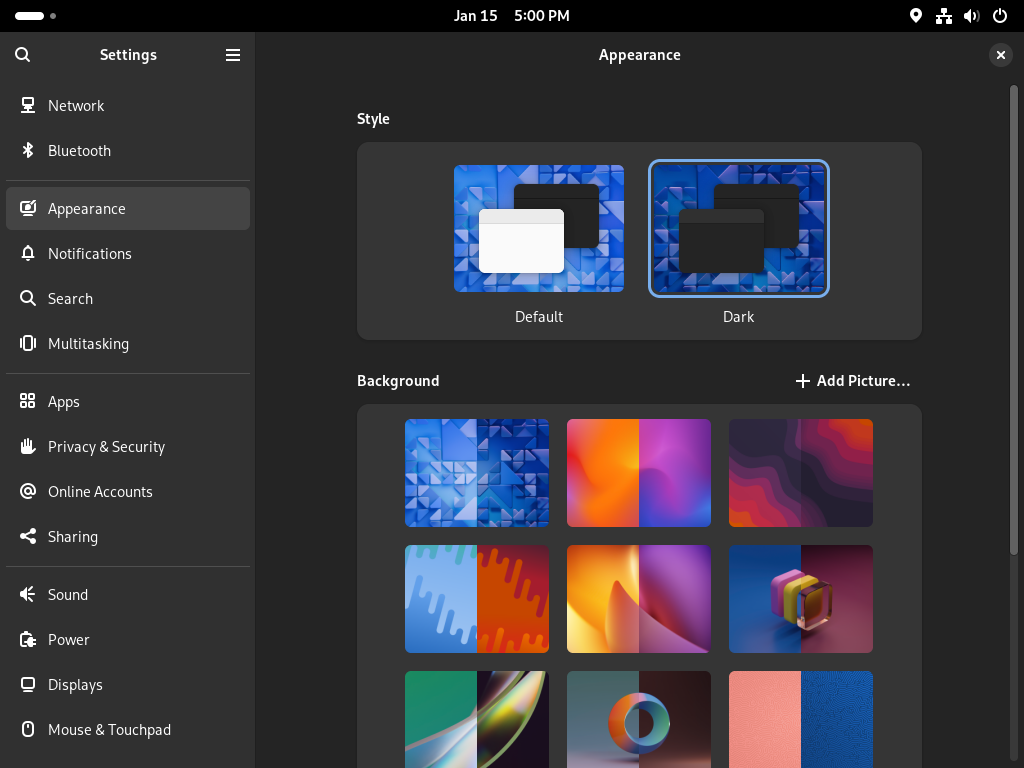 Jan 15 5:00 PM
Settings
Appearance
Network
Bluetooth
Appearance
Notifications
Search
Multitasking
Apps
Privacy & Security
Online Accounts
Sharing
Sound
Power
Displays
Mouse & Touchpad
Style
Default
Dark
Background
Add Picture…